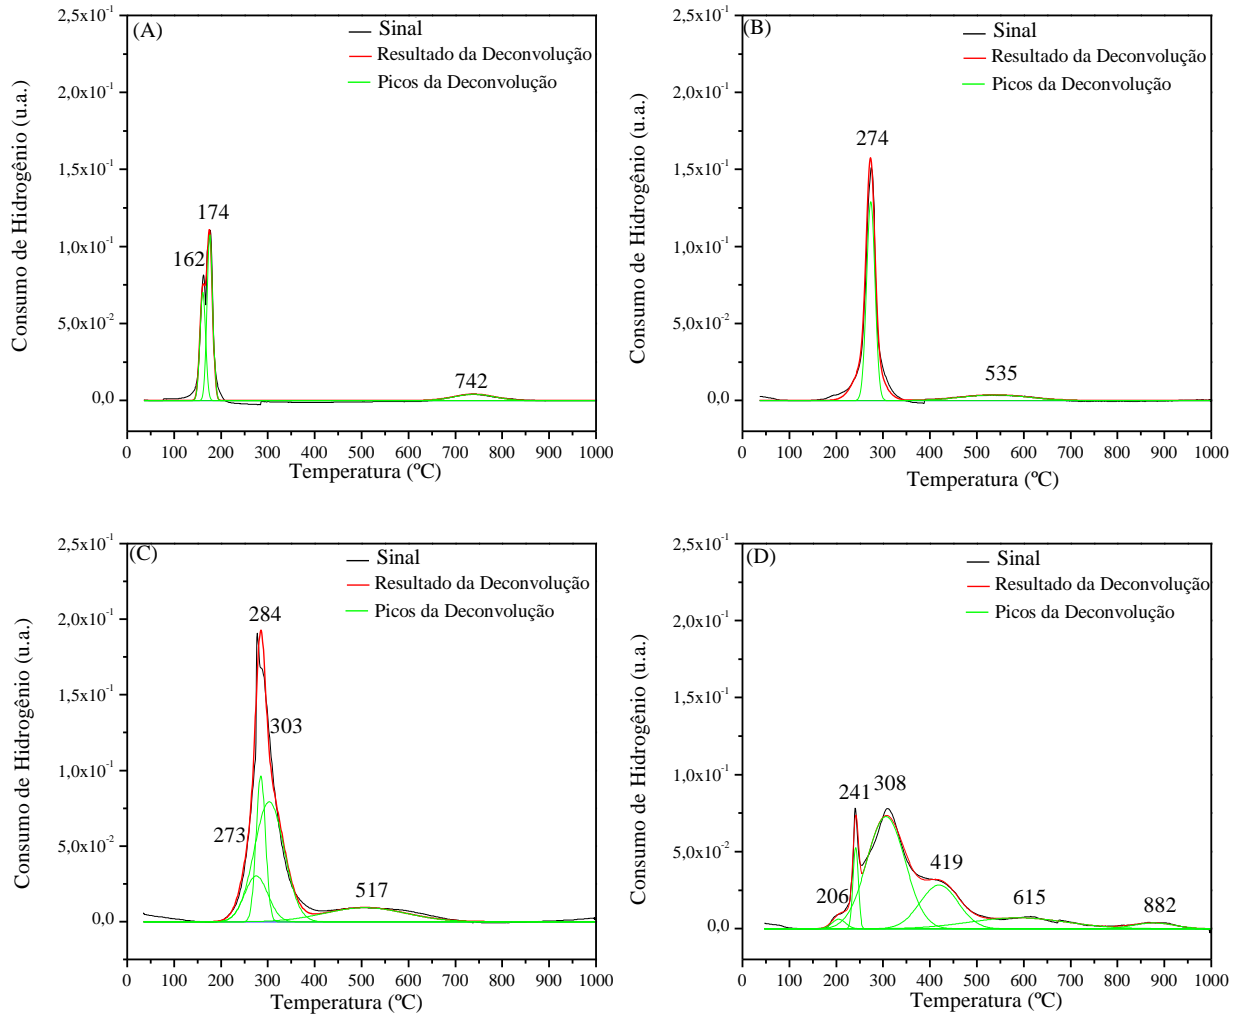 (A)
Sinal
Resultado da Deconvolução
Picos da Deconvolução
2,5x10⁻¹
2,0x10⁻¹
1,5x10⁻¹
1,0x10⁻¹
5,0x10⁻²
0,0
Consumo de Hidrogênio (u.a.)
162
174
742
0 100 200 300 400 500 600 700 800 900 1000
Temperatura (ºC)
(B)
Sinal
Resultado da Deconvolução
Picos da Deconvolução
2,5x10⁻¹
2,0x10⁻¹
1,5x10⁻¹
1,0x10⁻¹
5,0x10⁻²
0,0
Consumo de Hidrogênio (u.a.)
274
535
0 100 200 300 400 500 600 700 800 900 1000
Temperatura (ºC)
(C)
Sinal
Resultado da Deconvolução
Picos da Deconvolução
2,5x10⁻¹
2,0x10⁻¹
1,5x10⁻¹
1,0x10⁻¹
5,0x10⁻²
0,0
Consumo de Hidrogênio (u.a.)
284
303
273
517
0 100 200 300 400 500 600 700 800 900 1000
Temperatura (ºC)
(D)
Sinal
Resultado da Deconvolução
Picos da Deconvolução
2,5x10⁻¹
2,0x10⁻¹
1,5x10⁻¹
1,0x10⁻¹
5,0x10⁻²
0,0
Consumo de Hidrogênio (u.a.)
241
308
419
206
615
882
0 100 200 300 400 500 600 700 800 900 1000
Temperatura (ºC)